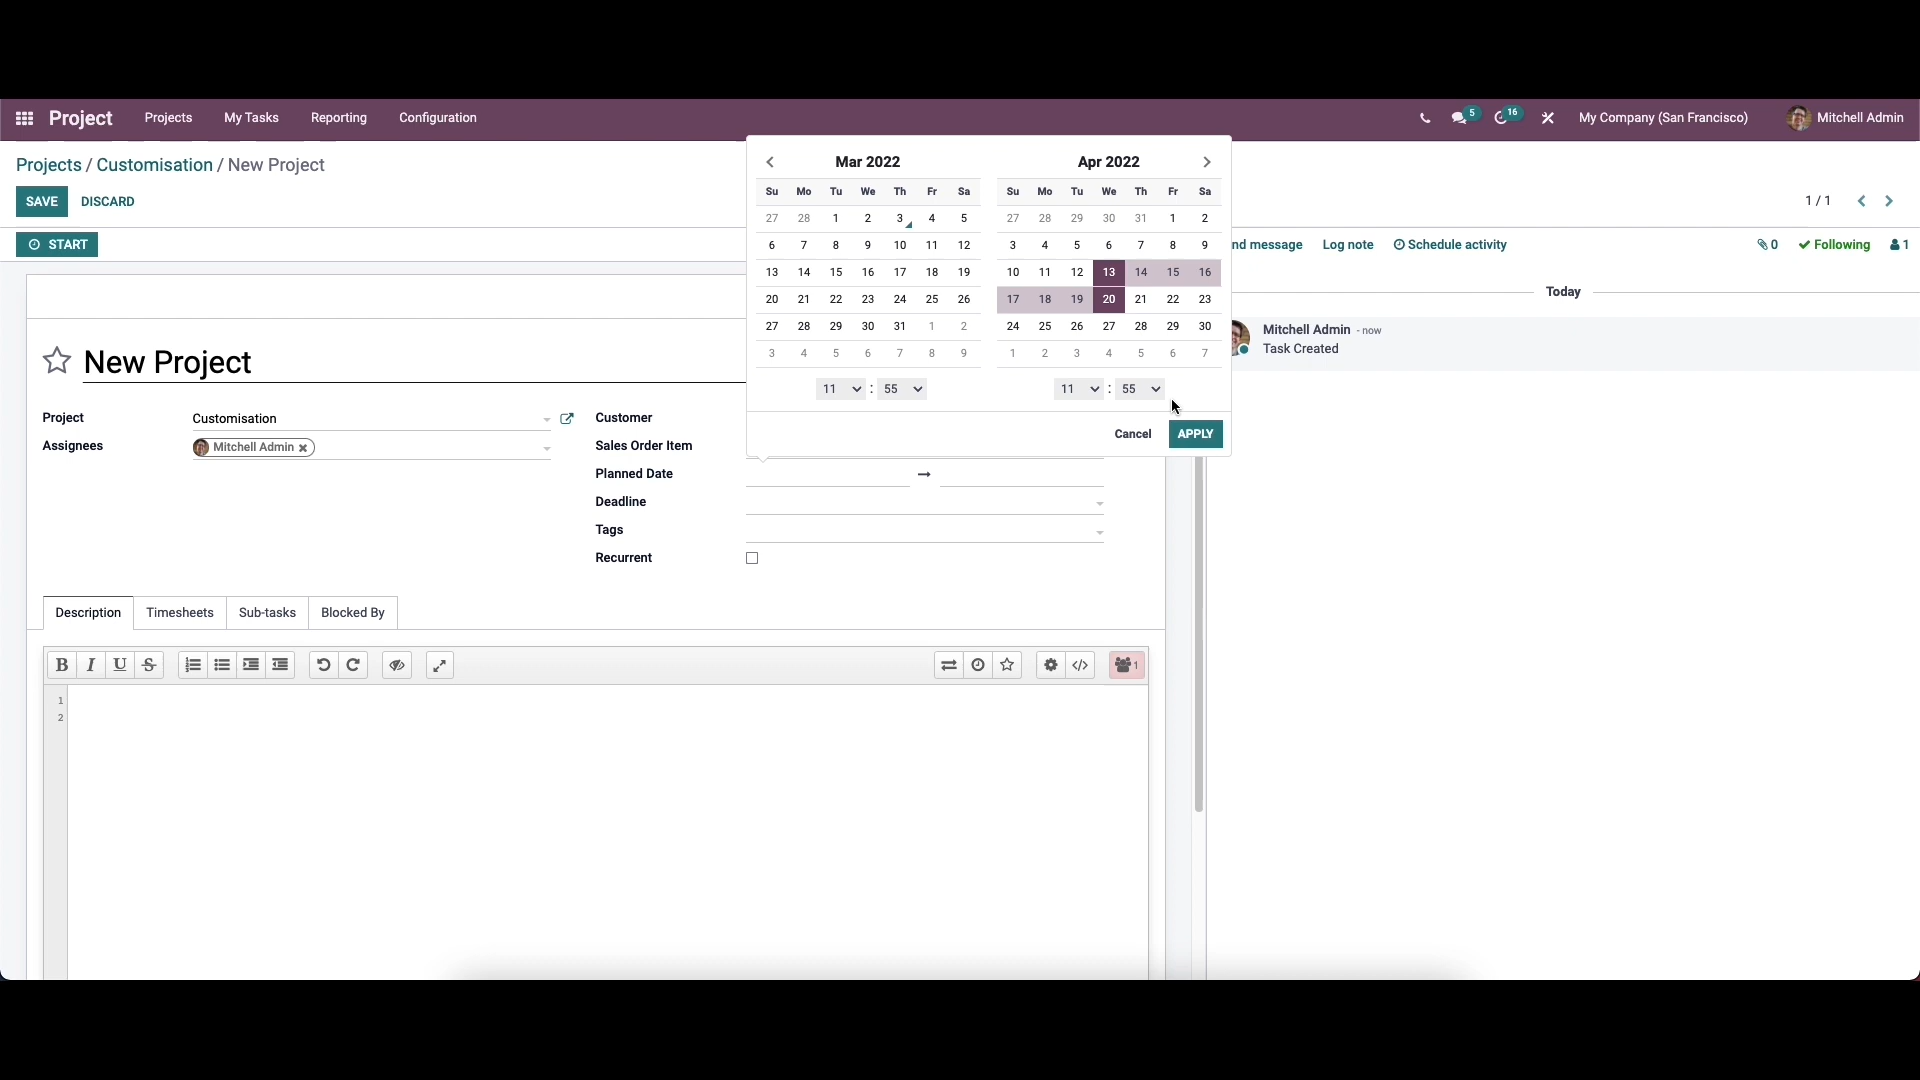 Project Projects My Tasks Reporting Configuration 5 16 My Company (San Francisco) Mitchell Admin
Projects / Customisation / New Project
SAVE DISCARD
1 / 1
START
nd message Log note Schedule activity 0 Following 1
Mar 2022
Su Mo Tu We Th Fr Sa
27 28 1 2 3 4 5
6 7 8 9 10 11 12
13 14 15 16 17 18 19
20 21 22 23 24 25 26
27 28 29 30 31 1 2
3 4 5 6 7 8 9
11 : 55
Apr 2022
Su Mo Tu We Th Fr Sa
27 28 29 30 31 1 2
3 4 5 6 7 8 9
10 11 12 13 14 15 16
17 18 19 20 21 22 23
24 25 26 27 28 29 30
1 2 3 4 5 6 7
11 : 55
Cancel APPLY
Today
Mitchell Admin - now
Task Created
New Project
Project Customisation
Assignees Mitchell Admin
Customer
Sales Order Item
Planned Date
Deadline
Tags
Recurrent
Description Timesheets Sub-tasks Blocked By
B I U S 1
1
2